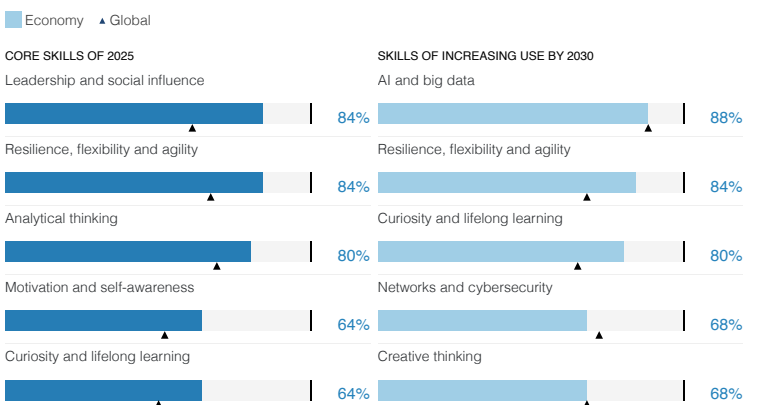 Economy Global
CORE SKILLS OF 2025
Leadership and social influence
84%
Resilience, flexibility and agility
84%
Analytical thinking
80%
Motivation and self-awareness
64%
Curiosity and lifelong learning
64%
SKILLS OF INCREASING USE BY 2030
AI and big data
88%
Resilience, flexibility and agility
84%
Curiosity and lifelong learning
80%
Networks and cybersecurity
68%
Creative thinking
68%